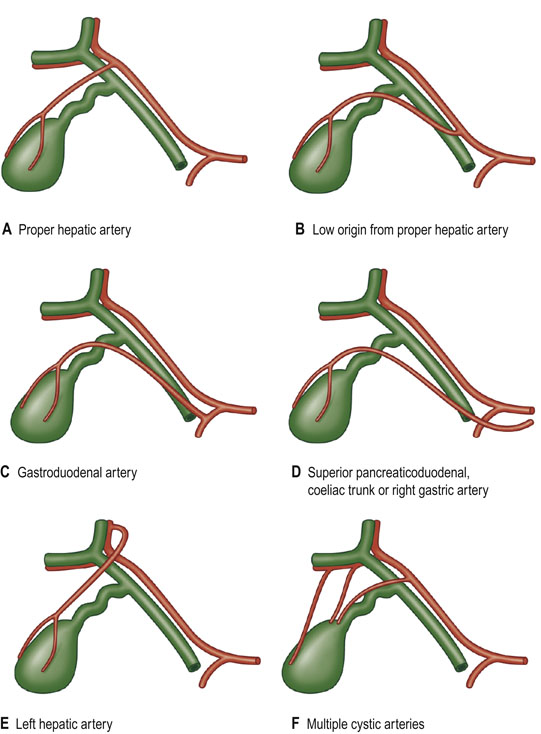 A Proper hepatic artery
B Low origin from proper hepatic artery
C Gastroduodenal artery
D Superior pancreaticoduodenal,
coeliac trunk or right gastric artery
E Left hepatic artery
F Multiple cystic arteries